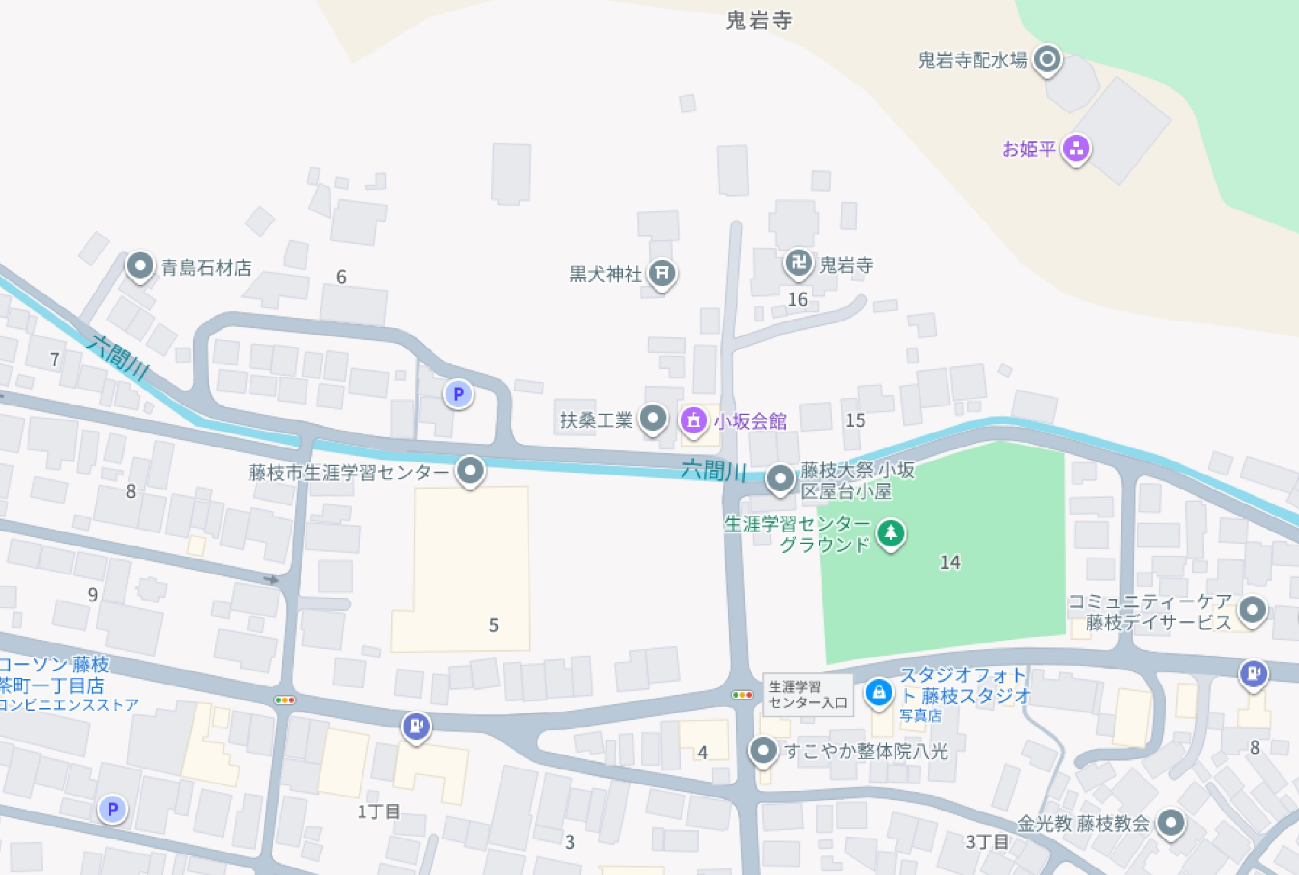 鬼岩寺
鬼岩寺配水場
お姫平
青島石材店
6
黒犬神社
鬼岩寺
16
六間川
7
P
扶桑工業
小坂会館
15
藤枝市生涯学習センター
六間川
藤枝大祭 小坂
区屋台小屋
8
生涯学習センター
グラウンド
14
9
5
コミュニティーケア
藤枝デイサービス
ローソン 藤枝
茶町一丁目店
コンビニエンスストア
生涯学習
センター入口
スタジオフォト
ト 藤枝スタジオ
写真店
4
すこやか整体院八光
8
P
1丁目
3
金光教 藤枝教会
3丁目